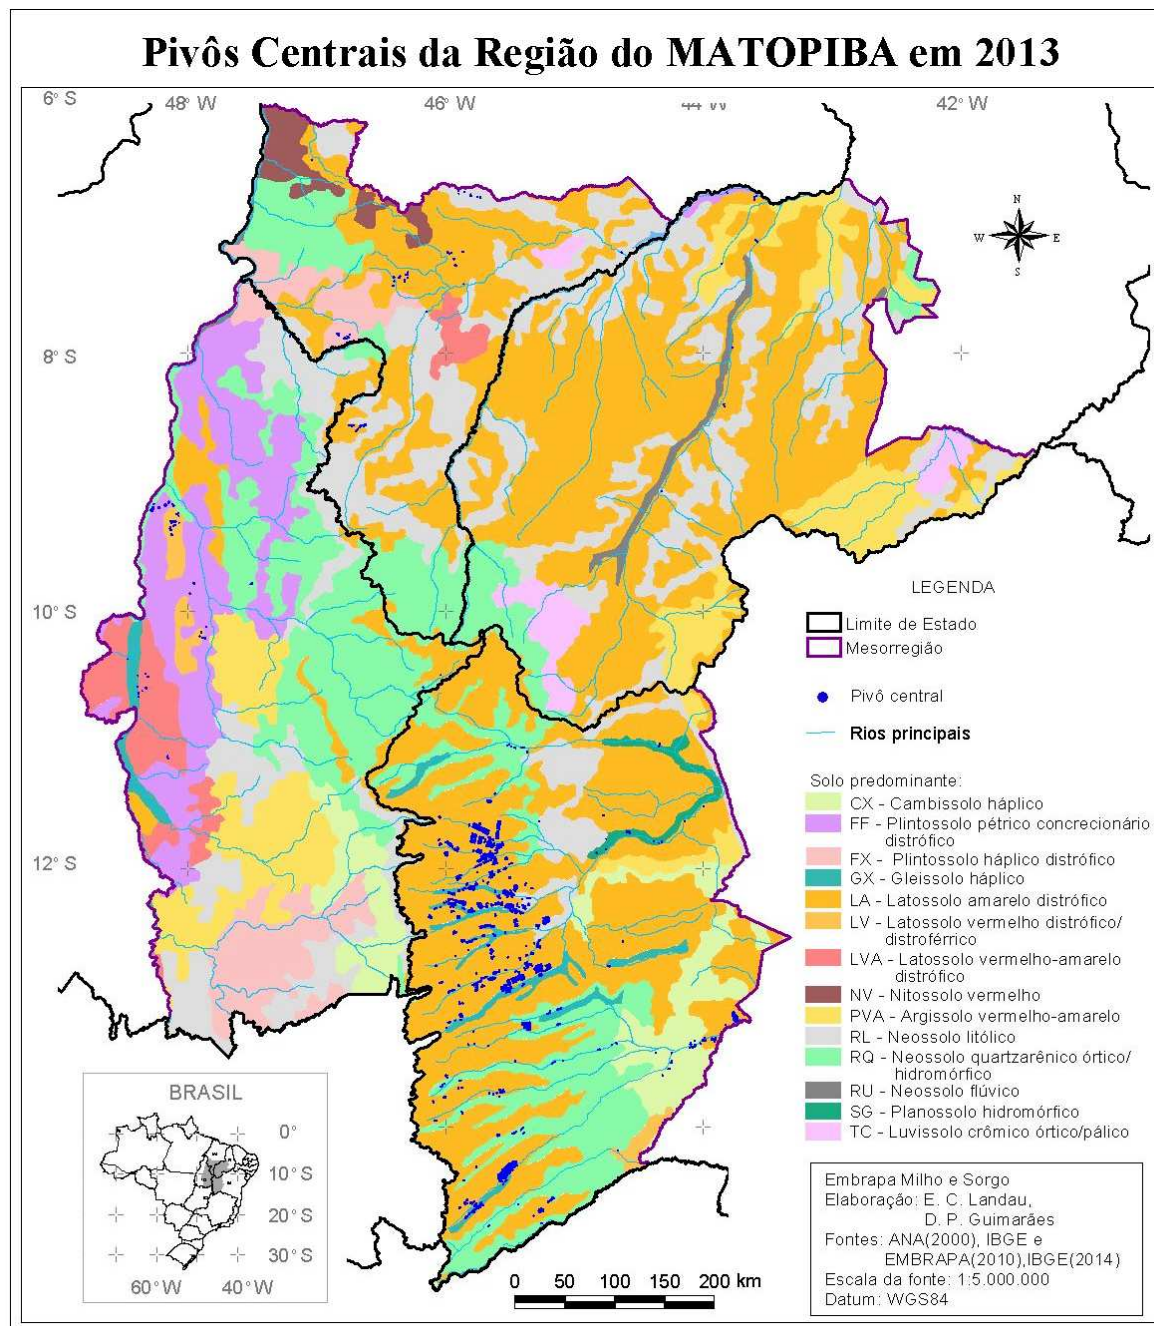 Pivôs Centrais da Região do MATOPIBA em 2013
6° S
48° W
46° W
44° W
42° W
N
W
E
S
8° S
10° S
12° S
LEGENDA
Limite de Estado
Mesorregião
Pivô central
Rios principais
Solo predominante:
CX - Cambissolo háplico
FF - Plintossolo pétrico concrecionário
distrófico
FX - Plintossolo háplico distrófico
GX - Gleissolo háplico
LA - Latossolo amarelo distrófico
LV - Latossolo vermelho distrófico/
distroférrico
LVA - Latossolo vermelho-amarelo
distrófico
NV - Nitossolo vermelho
PVA - Argissolo vermelho-amarelo
RL - Neossolo litólico
RQ - Neossolo quartzarênico órtico/
hidromórfico
RU - Neossolo flúvico
SG - Planossolo hidromórfico
TC - Luvissolo crômico órtico/pálico
BRASIL
0°
10° S
20° S
30° S
60° W
40° W
0 50 100 150 200 km
Embrapa Milho e Sorgo
Elaboração: E. C. Landau,
D. P. Guimarães
Fontes: ANA(2000), IBGE e
EMBRAPA(2010),IBGE(2014)
Escala da fonte: 1:5.000.000
Datum: WGS84